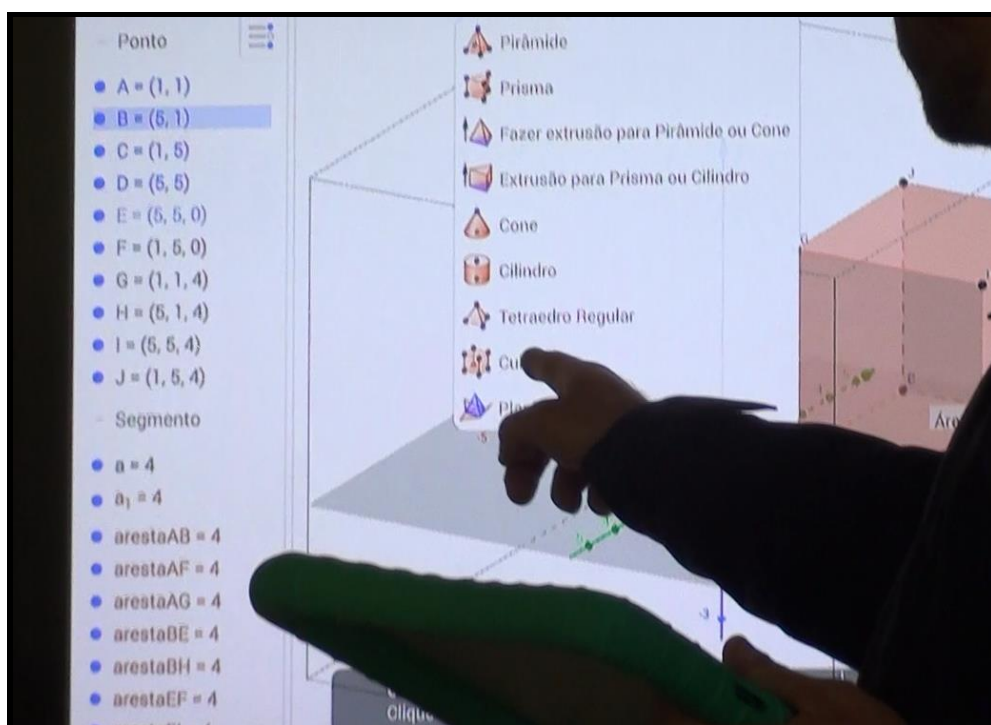 Ponto
A = (1, 1)
B = (5, 1)
C = (1, 5)
D = (5, 5)
E = (5, 5, 0)
F = (1, 5, 0)
G = (1, 1, 4)
H = (5, 1, 4)
I = (5, 5, 4)
J = (1, 5, 4)
Segmento
a = 4
a₁ = 4
arestaAB = 4
arestaAF = 4
arestaAG = 4
arestaBE = 4
arestaBH = 4
arestaEF = 4
Pirâmide
Prisma
Fazer extrusão para Pirâmide ou Cone
Extrusão para Prisma ou Cilindro
Cone
Cilindro
Tetraedro Regular
-5
-3
J